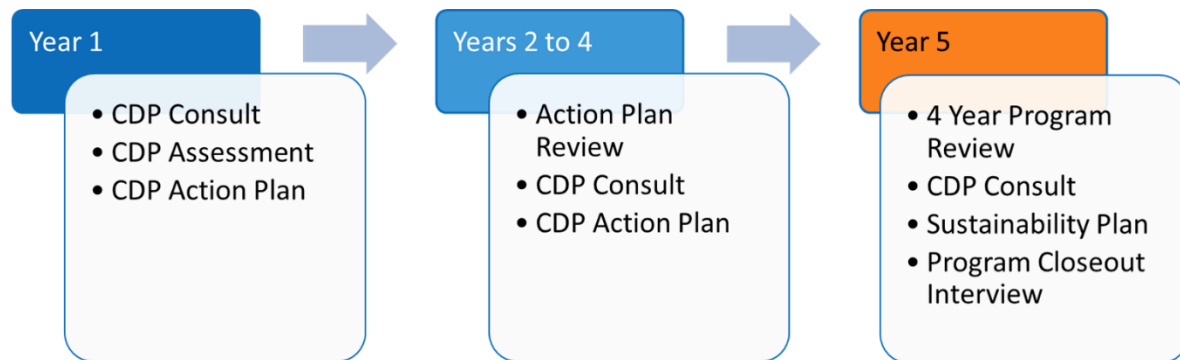 Year 1
• CDP Consult
• CDP Assessment
• CDP Action Plan
Years 2 to 4
• Action Plan
Review
• CDP Consult
• CDP Action Plan
Year 5
• 4 Year Program
Review
• CDP Consult
• Sustainability Plan
• Program Closeout
Interview